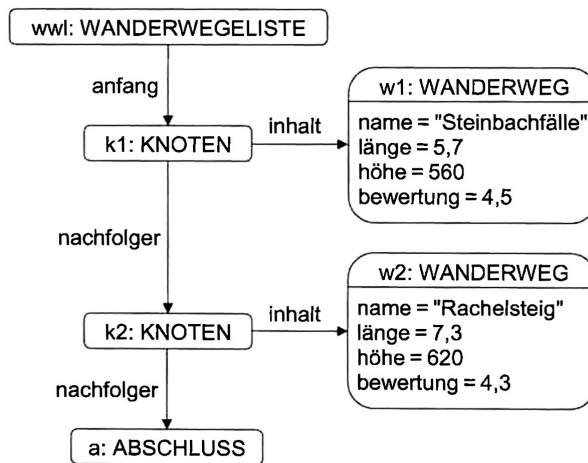 wwl: WANDERWEGELISTE
anfang
k1: KNOTEN
inhalt
w1: WANDERWEG
name = "Steinbachfälle"
länge = 5,7
höhe = 560
bewertung = 4,5
nachfolger
k2: KNOTEN
inhalt
w2: WANDERWEG
name = "Rachelsteig"
länge = 7,3
höhe = 620
bewertung = 4,3
nachfolger
a: ABSCHLUSS